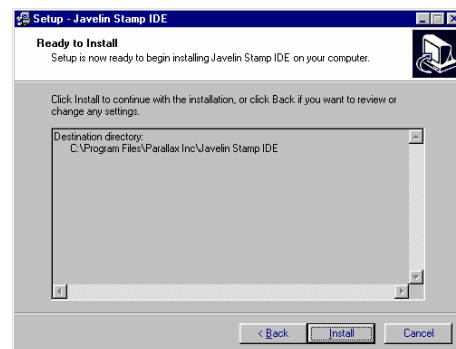 Setup - Javelin Stamp IDE
Ready to Install
Setup is now ready to begin installing Javelin Stamp IDE on your computer.
Click Install to continue with the installation, or click Back if you want to review or
change any settings.
Destination directory:
C:\Program Files\Parallax Inc\Javelin Stamp IDE
< Back
Install
Cancel